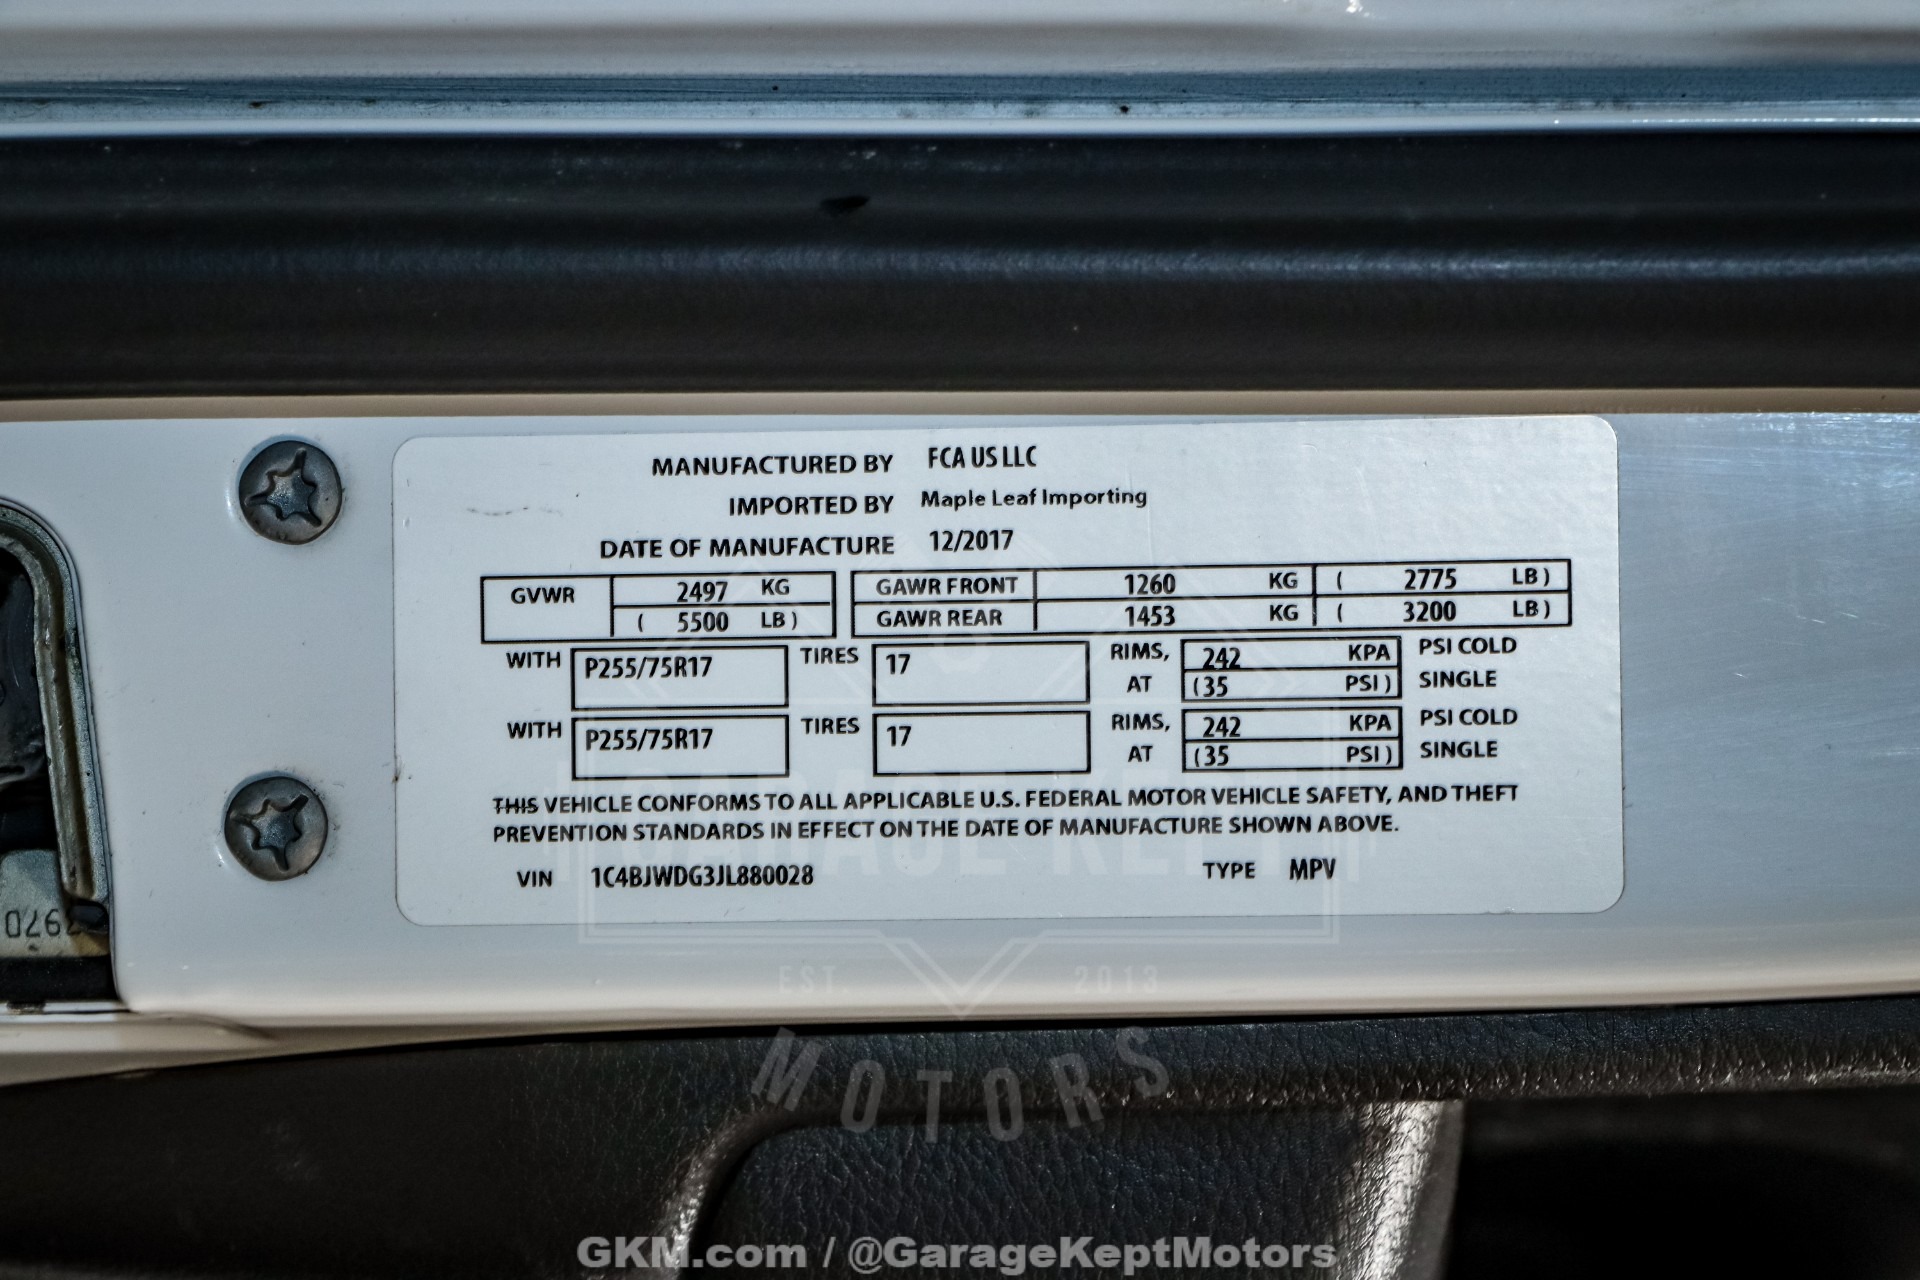 MANUFACTURED BY FCA US LLC
IMPORTED BY Maple Leaf Importing
DATE OF MANUFACTURE 12/2017
GVWR 2497 KG GAWR FRONT 1260 KG ( 2775 LB )
( 5500 LB ) GAWR REAR 1453 KG ( 3200 LB )
WITH P255/75R17 TIRES 17 RIMS, 242 KPA PSI COLD
AT (35 PSI ) SINGLE
WITH P255/75R17 TIRES 17 RIMS, 242 KPA PSI COLD
AT (35 PSI ) SINGLE
THIS VEHICLE CONFORMS TO ALL APPLICABLE U.S. FEDERAL MOTOR VEHICLE SAFETY, AND THEFT
PREVENTION STANDARDS IN EFFECT ON THE DATE OF MANUFACTURE SHOWN ABOVE.
VIN 1C4BJWDG3JL880028 TYPE MPV
GARAGE KEPT
EST. 2013
MOTORS
GKM.com / @GarageKeptMotors